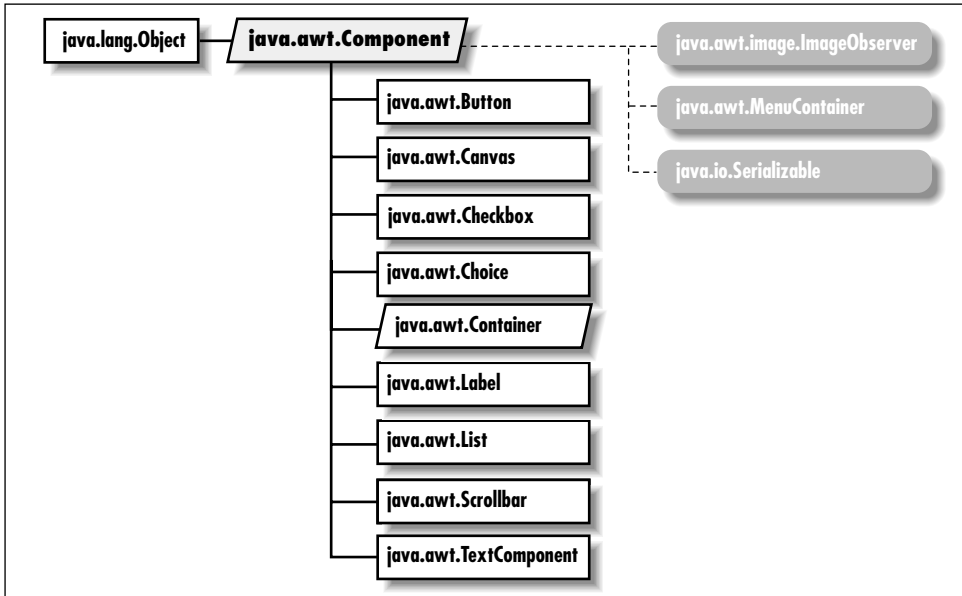 java.lang.Object
java.awt.Component
java.awt.image.ImageObserver
java.awt.MenuContainer
java.io.Serializable
java.awt.Button
java.awt.Canvas
java.awt.Checkbox
java.awt.Choice
java.awt.Container
java.awt.Label
java.awt.List
java.awt.Scrollbar
java.awt.TextComponent